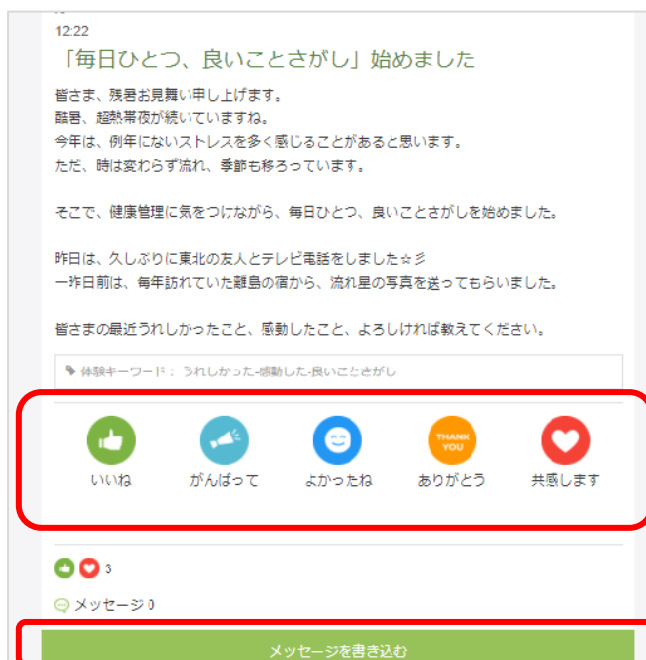 12:22
「毎日ひとつ、良いことさがし」始めました
皆さま、残暑お見舞い申し上げます。
酷暑、超熱帯夜が続いていますね。
今年は、例年にないストレスを多く感じることがあると思います。
ただ、時は変わらず流れ、季節も移ろっています。
そこで、健康管理に気をつけながら、毎日ひとつ、良いことさがしを始めました。
昨日は、久しぶりに東北の友人とテレビ電話をしました☆彡
一昨日前は、毎年訪れていた離島の宿から、流れ星の写真を送ってもらいました。
皆さまの最近うれしかったこと、感動したこと、よろしければ教えてください。
体験キーワード： うれしかった-感動した-良いことさがし
THANK YOU
いいね がんばって よかったね ありがとう 共感します
3
メッセージ 0
メッセージを書き込む